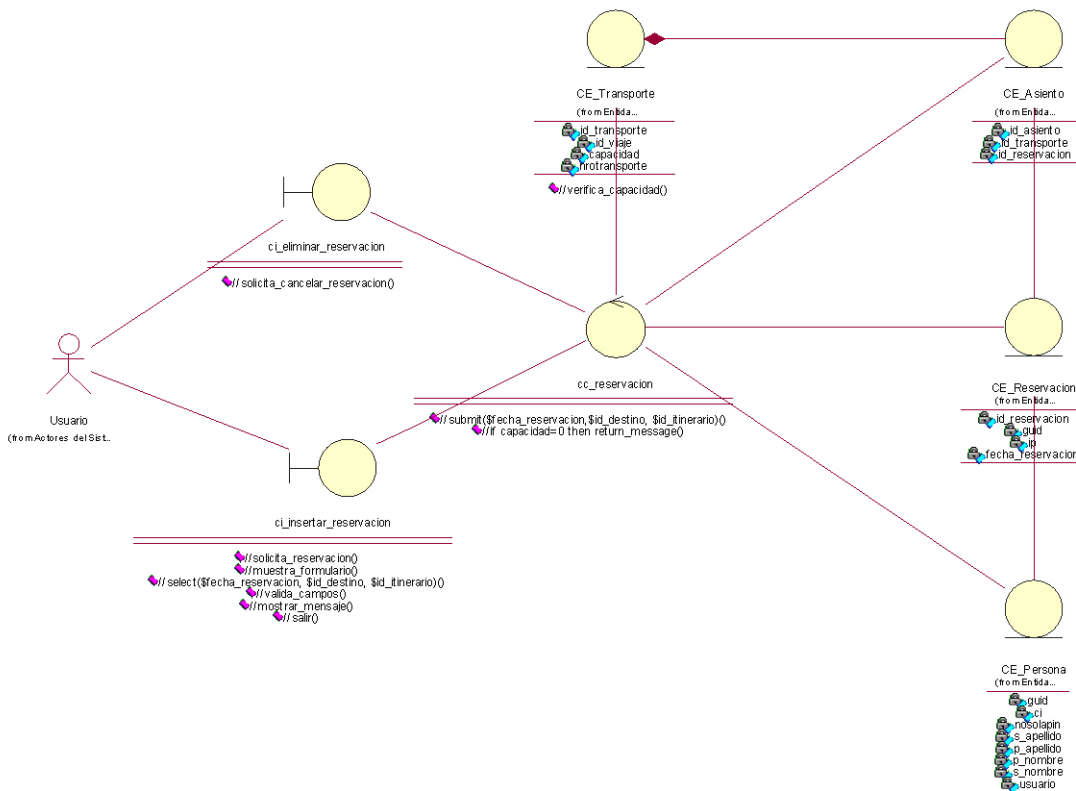 CE_Transporte
(from Entida...
id_transporte
id_viaje
capacidad
nrotransporte
//verifica_capacidad()
CE_Asiento
(from Entida...
id_asiento
id_transporte
id_reservacion
ci_eliminar_reservacion
//solicita_cancelar_reservacion()
Usuario
(from Actores del Sist...
cc_reservacion
//submit($fecha_reservacion,$id_destino, $id_itinerario)()
//if capacidad=0 then return_message()
CE_Reservacion
(from Entida...
id_reservacion
guid
ip
fecha_reservacion
ci_insertar_reservacion
//solicita_reservacion()
//muestra_formulario()
//select($fecha_reservacion, $id_destino, $id_itinerario)()
//valida_campos()
//mostrar_mensaje()
//salir()
CE_Persona
(from Entida...
guid
ci
nosolapin
s_apellido
p_apellido
p_nombre
s_nombre
usuario